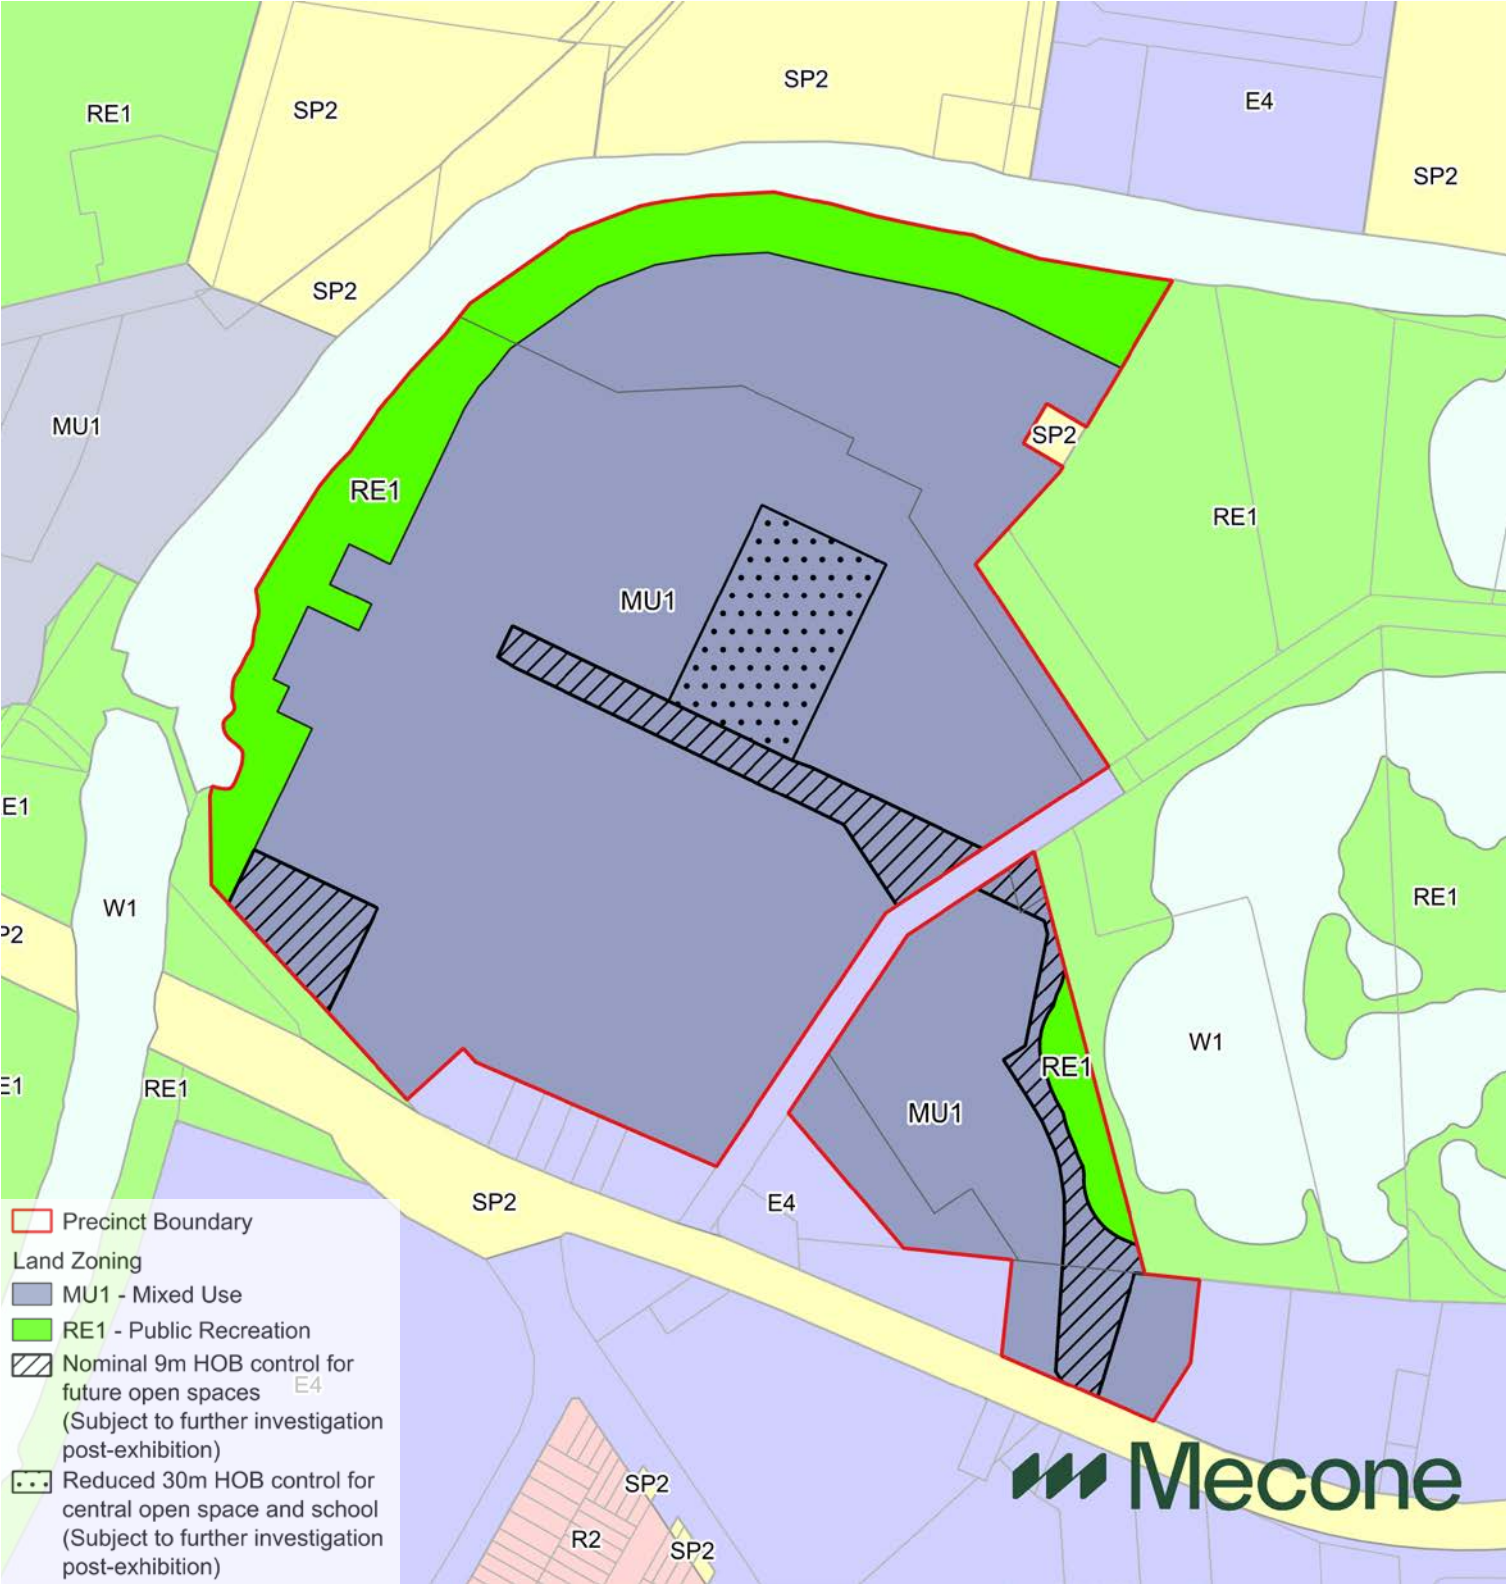 SP2
E4
RE1
SP2
SP2
SP2
MU1
SP2
RE1
RE1
MU1
E1
RE1
W1
P2
W1
RE1
E1
RE1
MU1
SP2
E4
Precinct Boundary
Land Zoning
MU1 - Mixed Use
RE1 - Public Recreation
Nominal 9m HOB control for
future open spaces
E4
(Subject to further investigation
post-exhibition)
Reduced 30m HOB control for
central open space and school
(Subject to further investigation
post-exhibition)
SP2
R2
SP2
Mecone